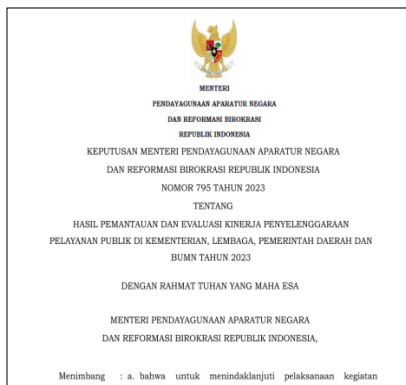 MENTERI
PENDAYAGUNAAN APARATUR NEGARA
DAN REFORMASI BIROKRASI
REPUBLIK INDONESIA
KEPUTUSAN MENTERI PENDAYAGUNAAN APARATUR NEGARA
DAN REFORMASI BIROKRASI REPUBLIK INDONESIA
NOMOR 795 TAHUN 2023
TENTANG
HASIL PEMANTAUAN DAN EVALUASI KINERJA PENYELENGGARAAN
PELAYANAN PUBLIK DI KEMENTERIAN, LEMBAGA, PEMERINTAH DAERAH DAN
BUMN TAHUN 2023
DENGAN RAHMAT TUHAN YANG MAHA ESA
MENTERI PENDAYAGUNAAN APARATUR NEGARA
DAN REFORMASI BIROKRASI REPUBLIK INDONESIA,
Menimbang : a. bahwa untuk menindaklanjuti pelaksanaan kegiatan